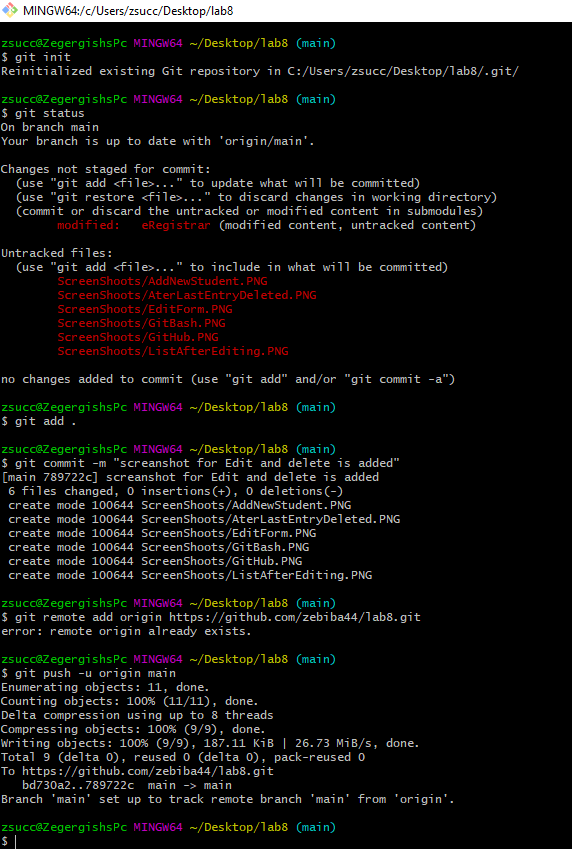 MINGW64:/c/Users/zsucc/Desktop/lab8
zsucc@ZegergishsPc MINGW64 ~/Desktop/lab8 (main)
$ git init
Reinitialized existing Git repository in C:/Users/zsucc/Desktop/lab8/.git/
zsucc@ZegergishsPc MINGW64 ~/Desktop/lab8 (main)
$ git status
On branch main
Your branch is up to date with 'origin/main'.
Changes not staged for commit:
(use "git add <file>..." to update what will be committed)
(use "git restore <file>..." to discard changes in working directory)
(commit or discard the untracked or modified content in submodules)
modified: eRegistrar (modified content, untracked content)
Untracked files:
(use "git add <file>..." to include in what will be committed)
ScreenShoots/AddNewStudent.PNG
ScreenShoots/AterLastEntryDeleted.PNG
ScreenShoots/EditForm.PNG
ScreenShoots/GitBash.PNG
ScreenShoots/GitHub.PNG
ScreenShoots/ListAfterEditing.PNG
no changes added to commit (use "git add" and/or "git commit -a")
zsucc@ZegergishsPc MINGW64 ~/Desktop/lab8 (main)
$ git add .
zsucc@ZegergishsPc MINGW64 ~/Desktop/lab8 (main)
$ git commit -m "screanshot for Edit and delete is added"
[main 789722c] screanshot for Edit and delete is added
6 files changed, 0 insertions(+), 0 deletions(-)
create mode 100644 ScreenShoots/AddNewStudent.PNG
create mode 100644 ScreenShoots/AterLastEntryDeleted.PNG
create mode 100644 ScreenShoots/EditForm.PNG
create mode 100644 ScreenShoots/GitBash.PNG
create mode 100644 ScreenShoots/GitHub.PNG
create mode 100644 ScreenShoots/ListAfterEditing.PNG
zsucc@ZegergishsPc MINGW64 ~/Desktop/lab8 (main)
$ git remote add origin https://github.com/zebiba44/lab8.git
error: remote origin already exists.
zsucc@ZegergishsPc MINGW64 ~/Desktop/lab8 (main)
$ git push -u origin main
Enumerating objects: 11, done.
Counting objects: 100% (11/11), done.
Delta compression using up to 8 threads
Compressing objects: 100% (9/9), done.
Writing objects: 100% (9/9), 187.11 KiB | 26.73 MiB/s, done.
Total 9 (delta 0), reused 0 (delta 0), pack-reused 0
To https://github.com/zebiba44/lab8.git
bd730a2..789722c main -> main
Branch 'main' set up to track remote branch 'main' from 'origin'.
zsucc@ZegergishsPc MINGW64 ~/Desktop/lab8 (main)
$